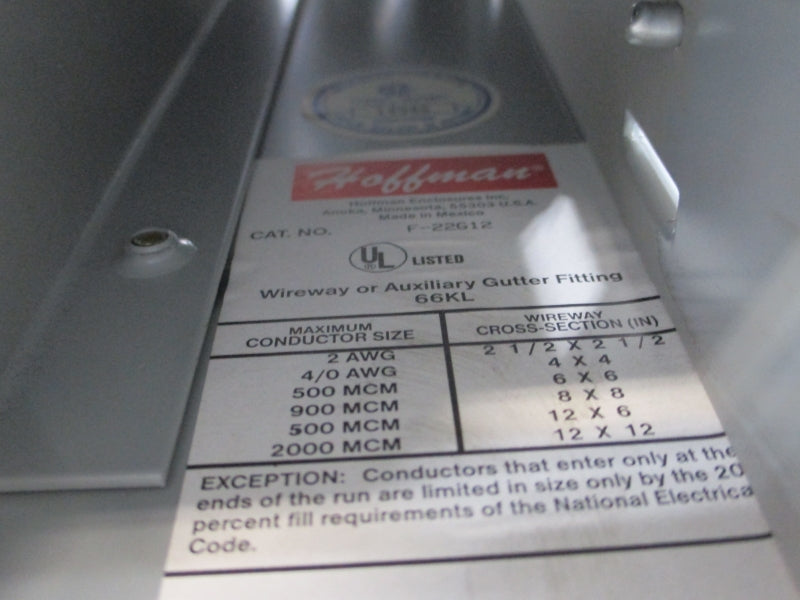 Hoffman
Hoffman Enclosures Inc.
Anoka, Minnesota, 55303 U.S.A.
Made in Mexico
CAT. NO. F-22G12
UL LISTED
Wireway or Auxiliary Gutter Fitting
66KL
MAXIMUM
CONDUCTOR SIZE
WIREWAY
CROSS-SECTION (IN)
2 AWG 2 1/2 X 2 1/2
4/0 AWG 4 X 4
500 MCM 6 X 6
900 MCM 8 X 8
500 MCM 12 X 6
2000 MCM 12 X 12
EXCEPTION: Conductors that enter only at the
ends of the run are limited in size only by the 20
percent fill requirements of the National Electrica
Code.